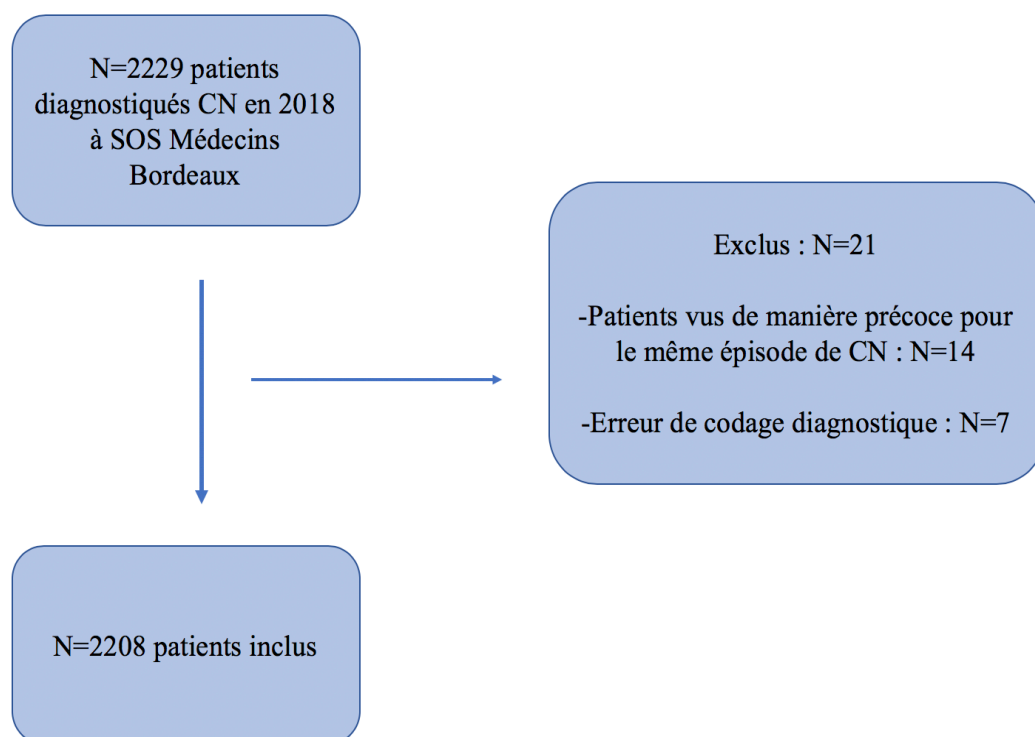 N=2229 patients
diagnostiqués CN en 2018
à SOS Médecins
Bordeaux
Exclus : N=21
-Patients vus de manière précoce pour
le même épisode de CN : N=14
-Erreur de codage diagnostique : N=7
N=2208 patients inclus